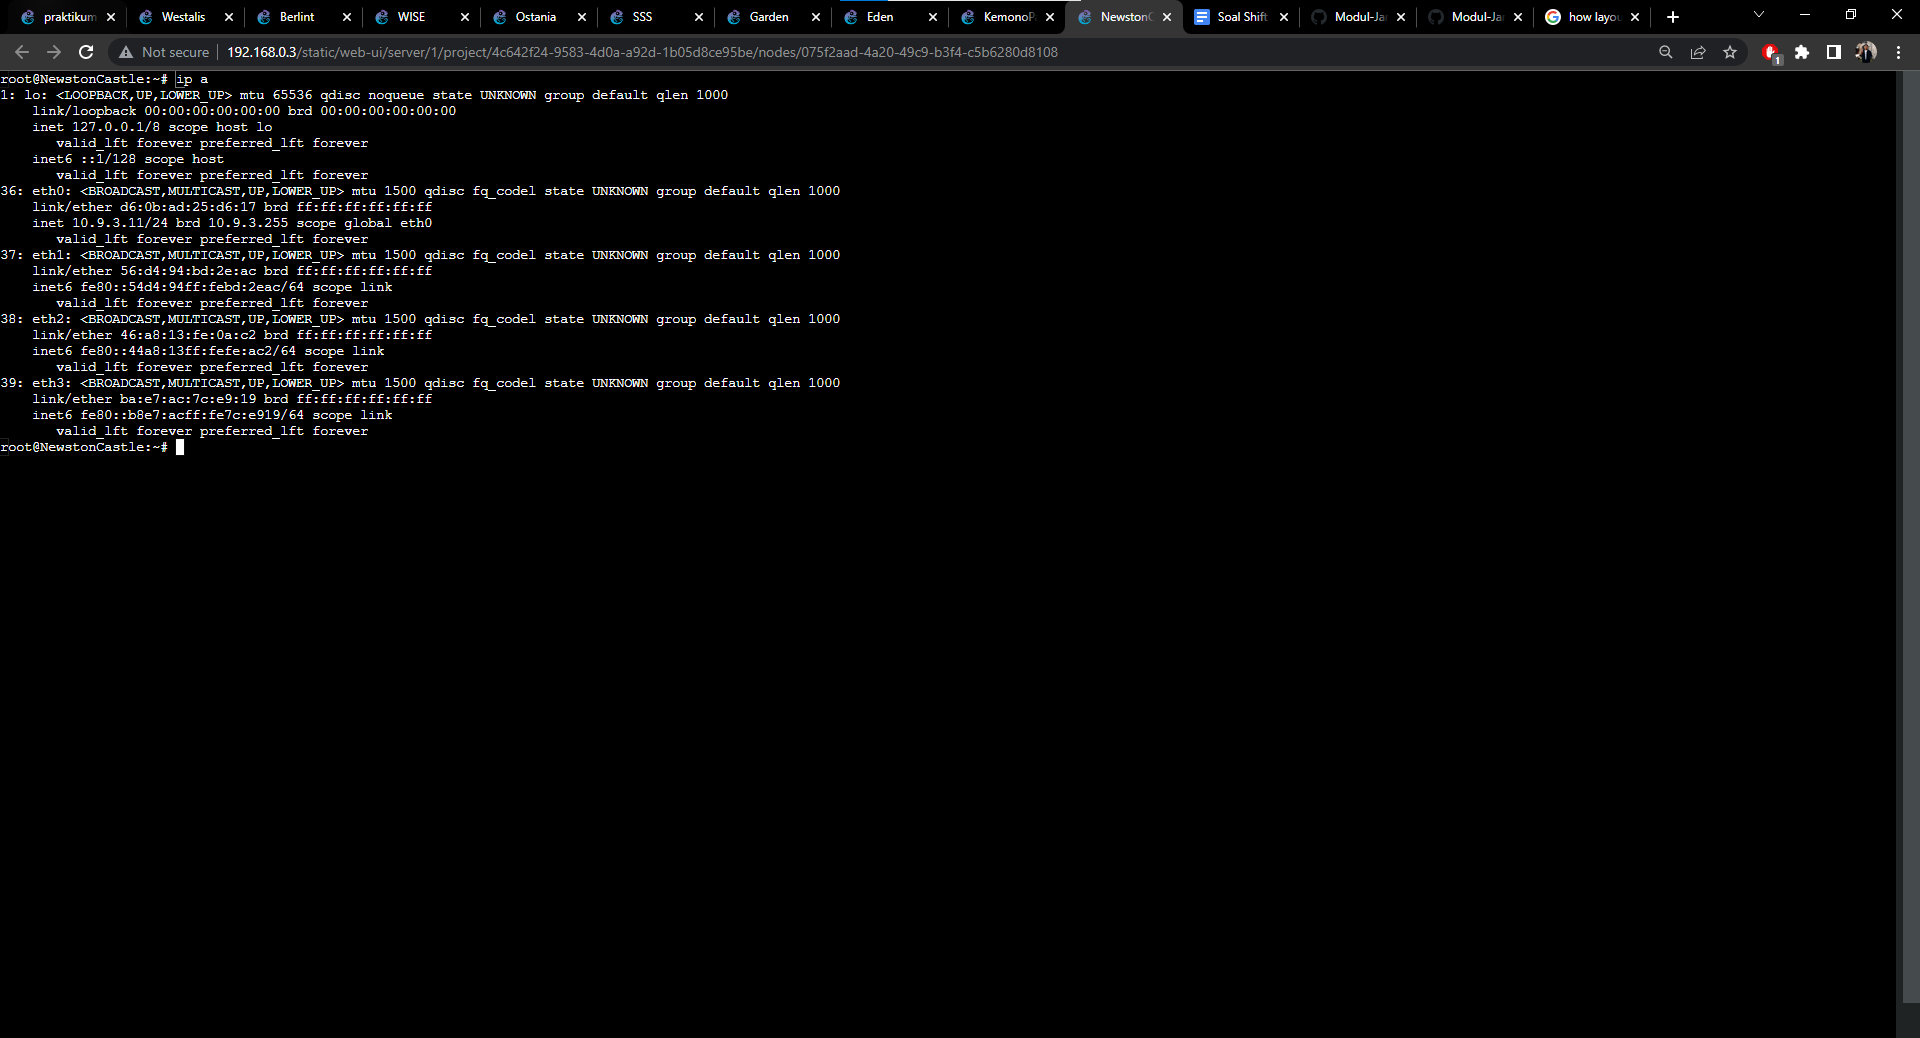 praktikum
Westalis
Berlint
WISE
Ostania
SSS
Garden
Eden
KemonoP
NewstonC
Soal Shift
Modul-Jar
Modul-Jar
how layou
Not secure
192.168.0.3/static/web-ui/server/1/project/4c642f24-9583-4d0a-a92d-1b05d8ce95be/nodes/075f2aad-4a20-49c9-b3f4-c5b6280d8108
1
root@NewstonCastle:~# ip a
1: lo: <LOOPBACK,UP,LOWER_UP> mtu 65536 qdisc noqueue state UNKNOWN group default qlen 1000
link/loopback 00:00:00:00:00:00 brd 00:00:00:00:00:00
inet 127.0.0.1/8 scope host lo
valid_lft forever preferred_lft forever
inet6 ::1/128 scope host
valid_lft forever preferred_lft forever
36: eth0: <BROADCAST,MULTICAST,UP,LOWER_UP> mtu 1500 qdisc fq_codel state UNKNOWN group default qlen 1000
link/ether d6:0b:ad:25:d6:17 brd ff:ff:ff:ff:ff:ff
inet 10.9.3.11/24 brd 10.9.3.255 scope global eth0
valid_lft forever preferred_lft forever
37: eth1: <BROADCAST,MULTICAST,UP,LOWER_UP> mtu 1500 qdisc fq_codel state UNKNOWN group default qlen 1000
link/ether 56:d4:94:bd:2e:ac brd ff:ff:ff:ff:ff:ff
inet6 fe80::54d4:94ff:febd:2eac/64 scope link
valid_lft forever preferred_lft forever
38: eth2: <BROADCAST,MULTICAST,UP,LOWER_UP> mtu 1500 qdisc fq_codel state UNKNOWN group default qlen 1000
link/ether 46:a8:13:fe:0a:c2 brd ff:ff:ff:ff:ff:ff
inet6 fe80::44a8:13ff:fefe:ac2/64 scope link
valid_lft forever preferred_lft forever
39: eth3: <BROADCAST,MULTICAST,UP,LOWER_UP> mtu 1500 qdisc fq_codel state UNKNOWN group default qlen 1000
link/ether ba:e7:ac:7c:e9:19 brd ff:ff:ff:ff:ff:ff
inet6 fe80::b8e7:acff:fe7c:e919/64 scope link
valid_lft forever preferred_lft forever
root@NewstonCastle:~#